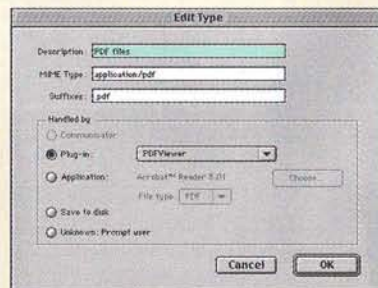 Edit Type
Description: PDF files
MIME Type: application/pdf
Suffixes: pdf
Handled by
Communicator
Plug-in: PDFViewer
Application: Acrobat™ Reader 3.01 Choose...
File type: PDF
Save to disk
Unknown: Prompt user
Cancel OK